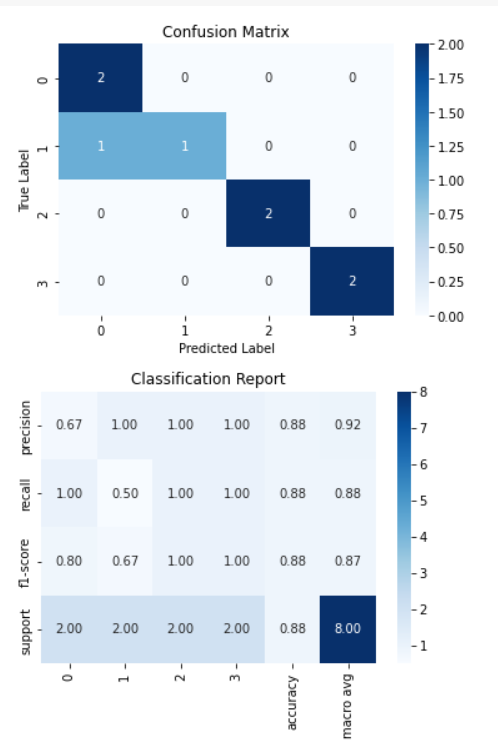 Confusion Matrix
0 2 0 0 0
1 1 1 0 0
2 0 0 2 0
3 0 0 0 2
0 1 2 3
True Label
Predicted Label
2.00
1.75
1.50
1.25
1.00
0.75
0.50
0.25
0.00
Classification Report
precision 0.67 1.00 1.00 1.00 0.88 0.92
recall 1.00 0.50 1.00 1.00 0.88 0.88
f1-score 0.80 0.67 1.00 1.00 0.88 0.87
support 2.00 2.00 2.00 2.00 0.88 8.00
0 1 2 3 accuracy macro avg
8
7
6
5
4
3
2
1